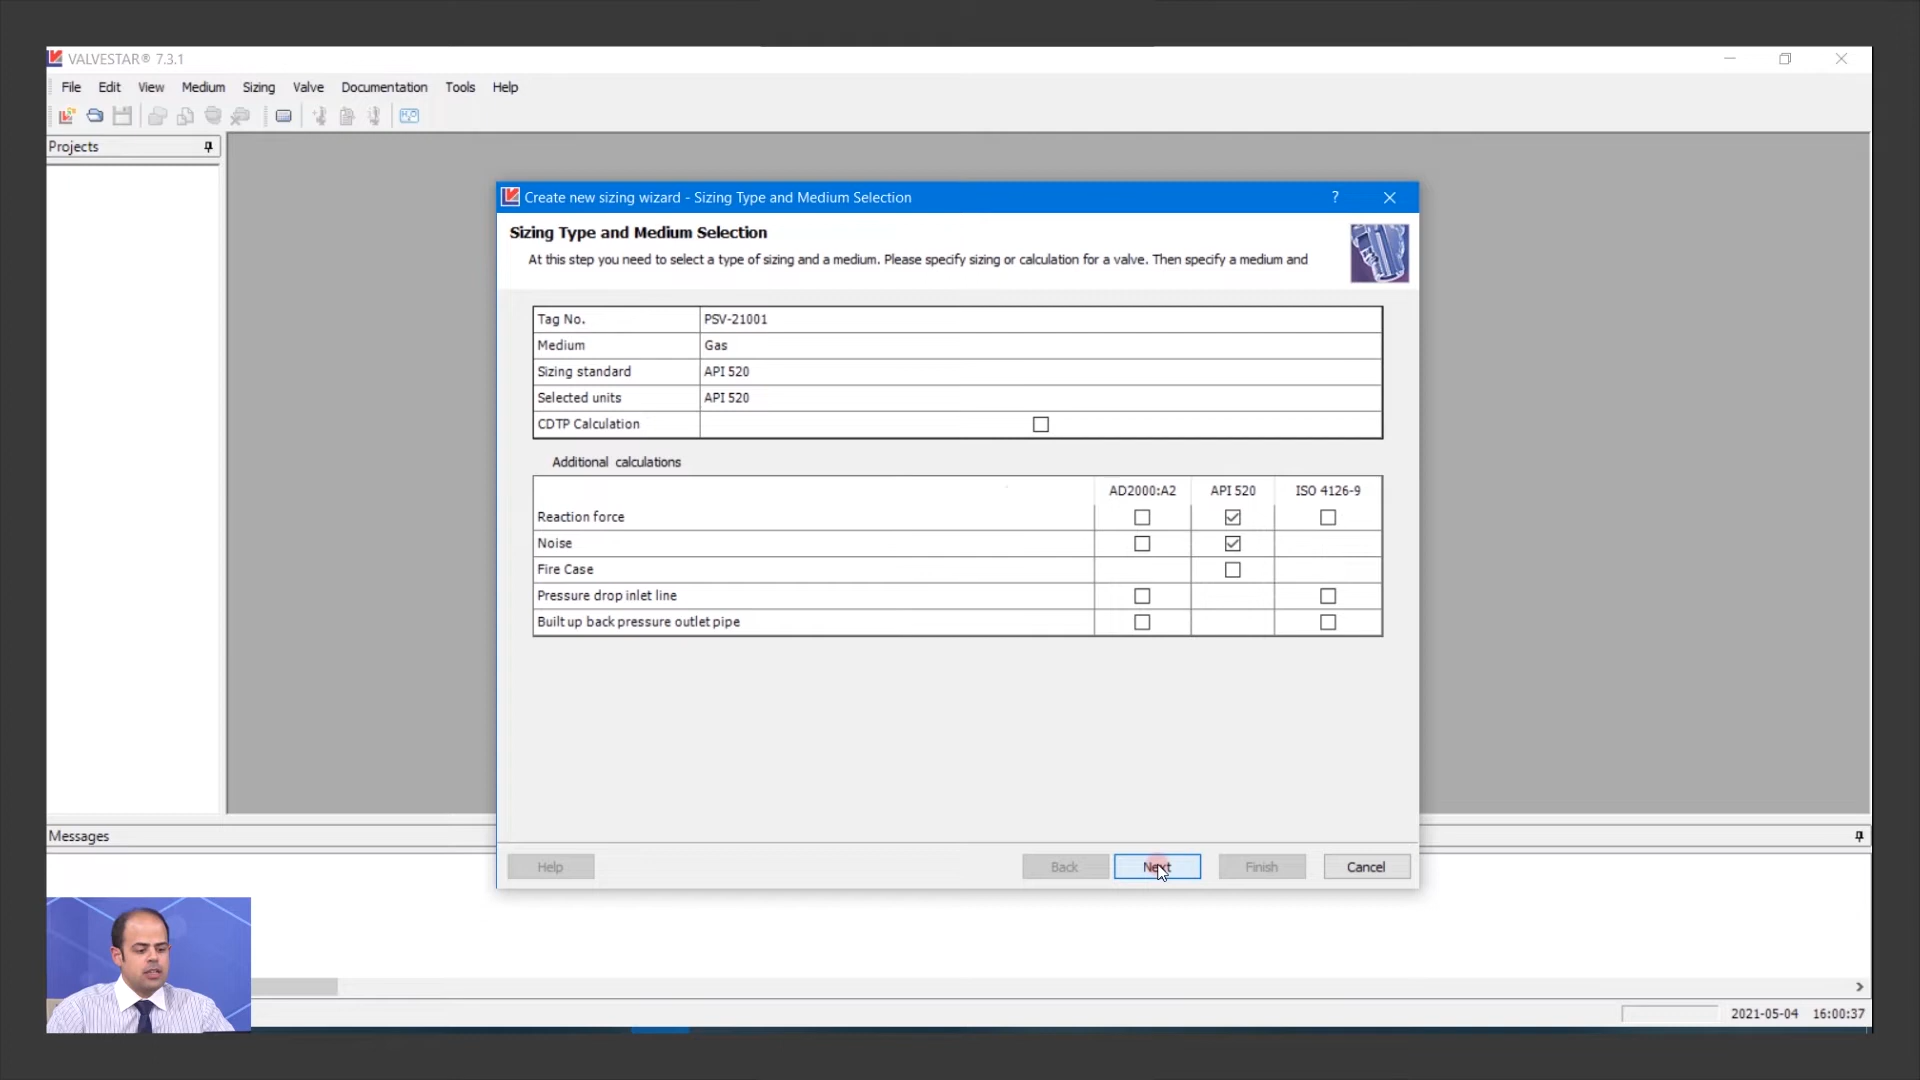 VALVESTAR® 7.3.1
File Edit View Medium Sizing Valve Documentation Tools Help
Projects
Create new sizing wizard - Sizing Type and Medium Selection ?
Sizing Type and Medium Selection
At this step you need to select a type of sizing and a medium. Please specify sizing or calculation for a valve. Then specify a medium and
Tag No. PSV-21001
Medium Gas
Sizing standard API 520
Selected units API 520
CDTP Calculation
Additional calculations
AD2000:A2 API 520 ISO 4126-9
Reaction force
Noise
Fire Case
Pressure drop inlet line
Built up back pressure outlet pipe
Messages
Help Back Next Finish Cancel
2021-05-04 16:00:37